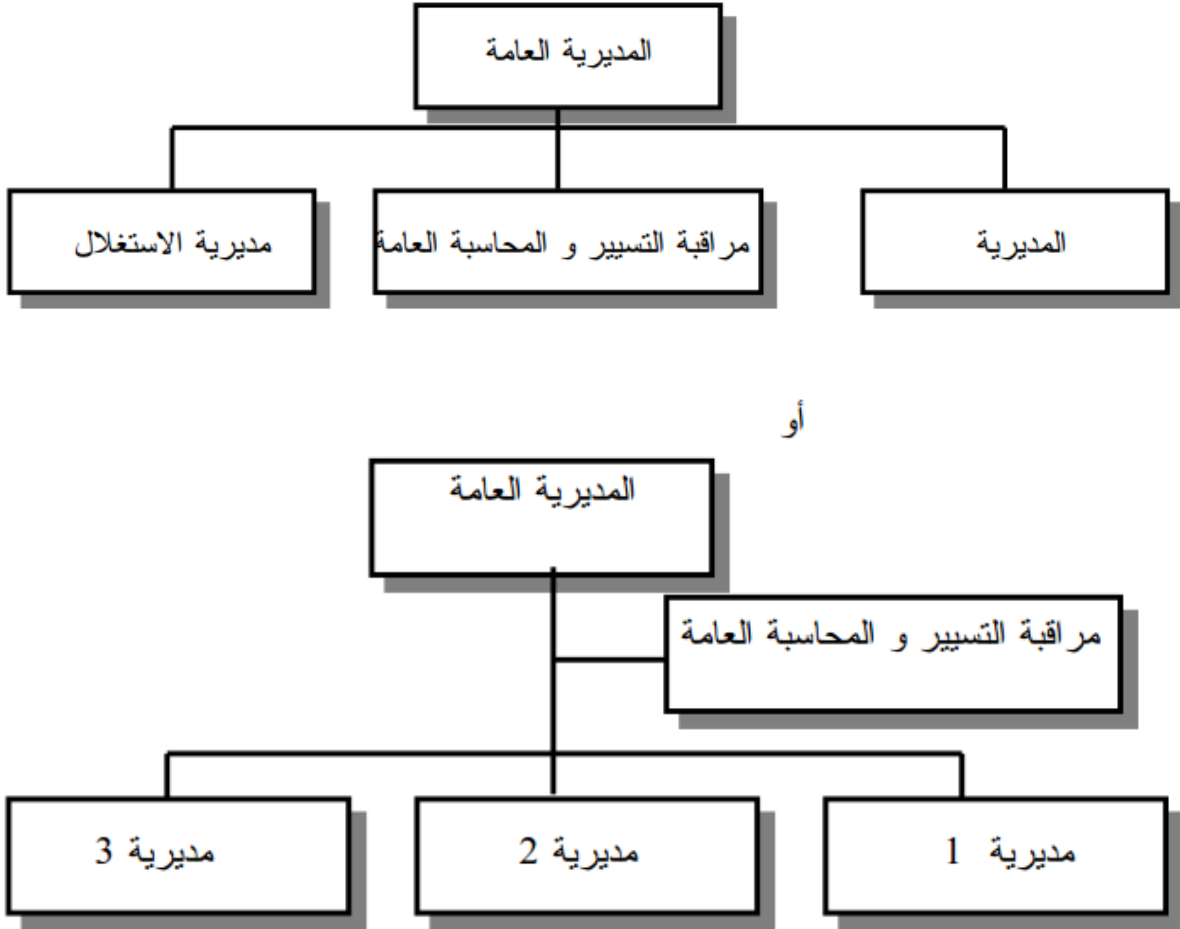 المديرية العامة
المديرية
مراقبة التسيير و المحاسبة العامة
مديرية الاستغلال
أو
المديرية العامة
مراقبة التسيير و المحاسبة العامة
مديرية 1
مديرية 2
مديرية 3